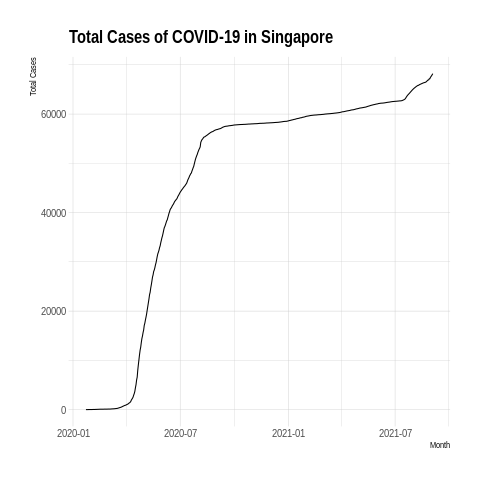 Total Cases of COVID-19 in Singapore
Total Cases
60000
40000
20000
0
2020-01 2020-07 2021-01 2021-07
Month